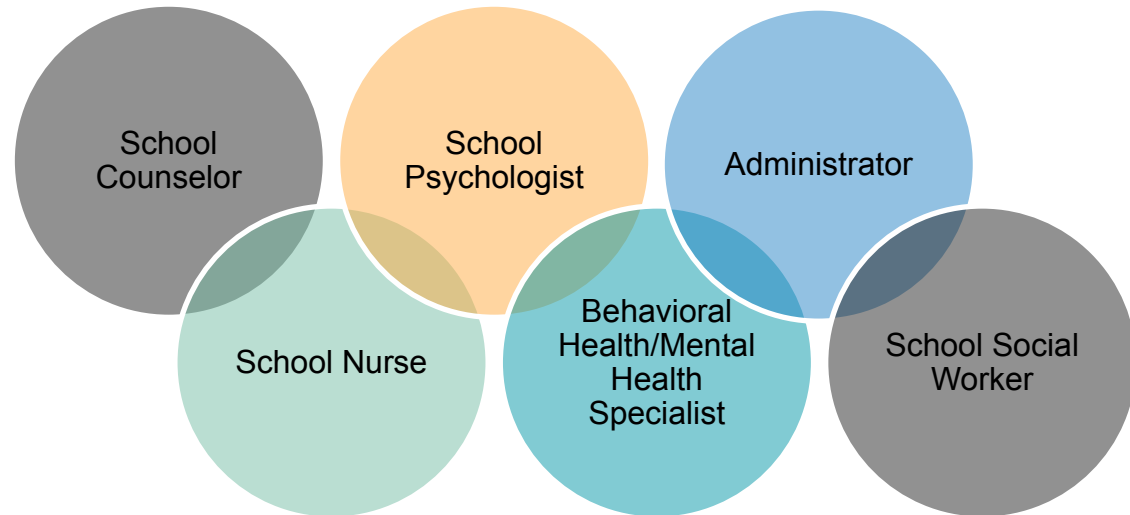 School
Counselor
School
Psychologist
Administrator
School Nurse
Behavioral
Health/Mental
Health
Specialist
School Social
Worker